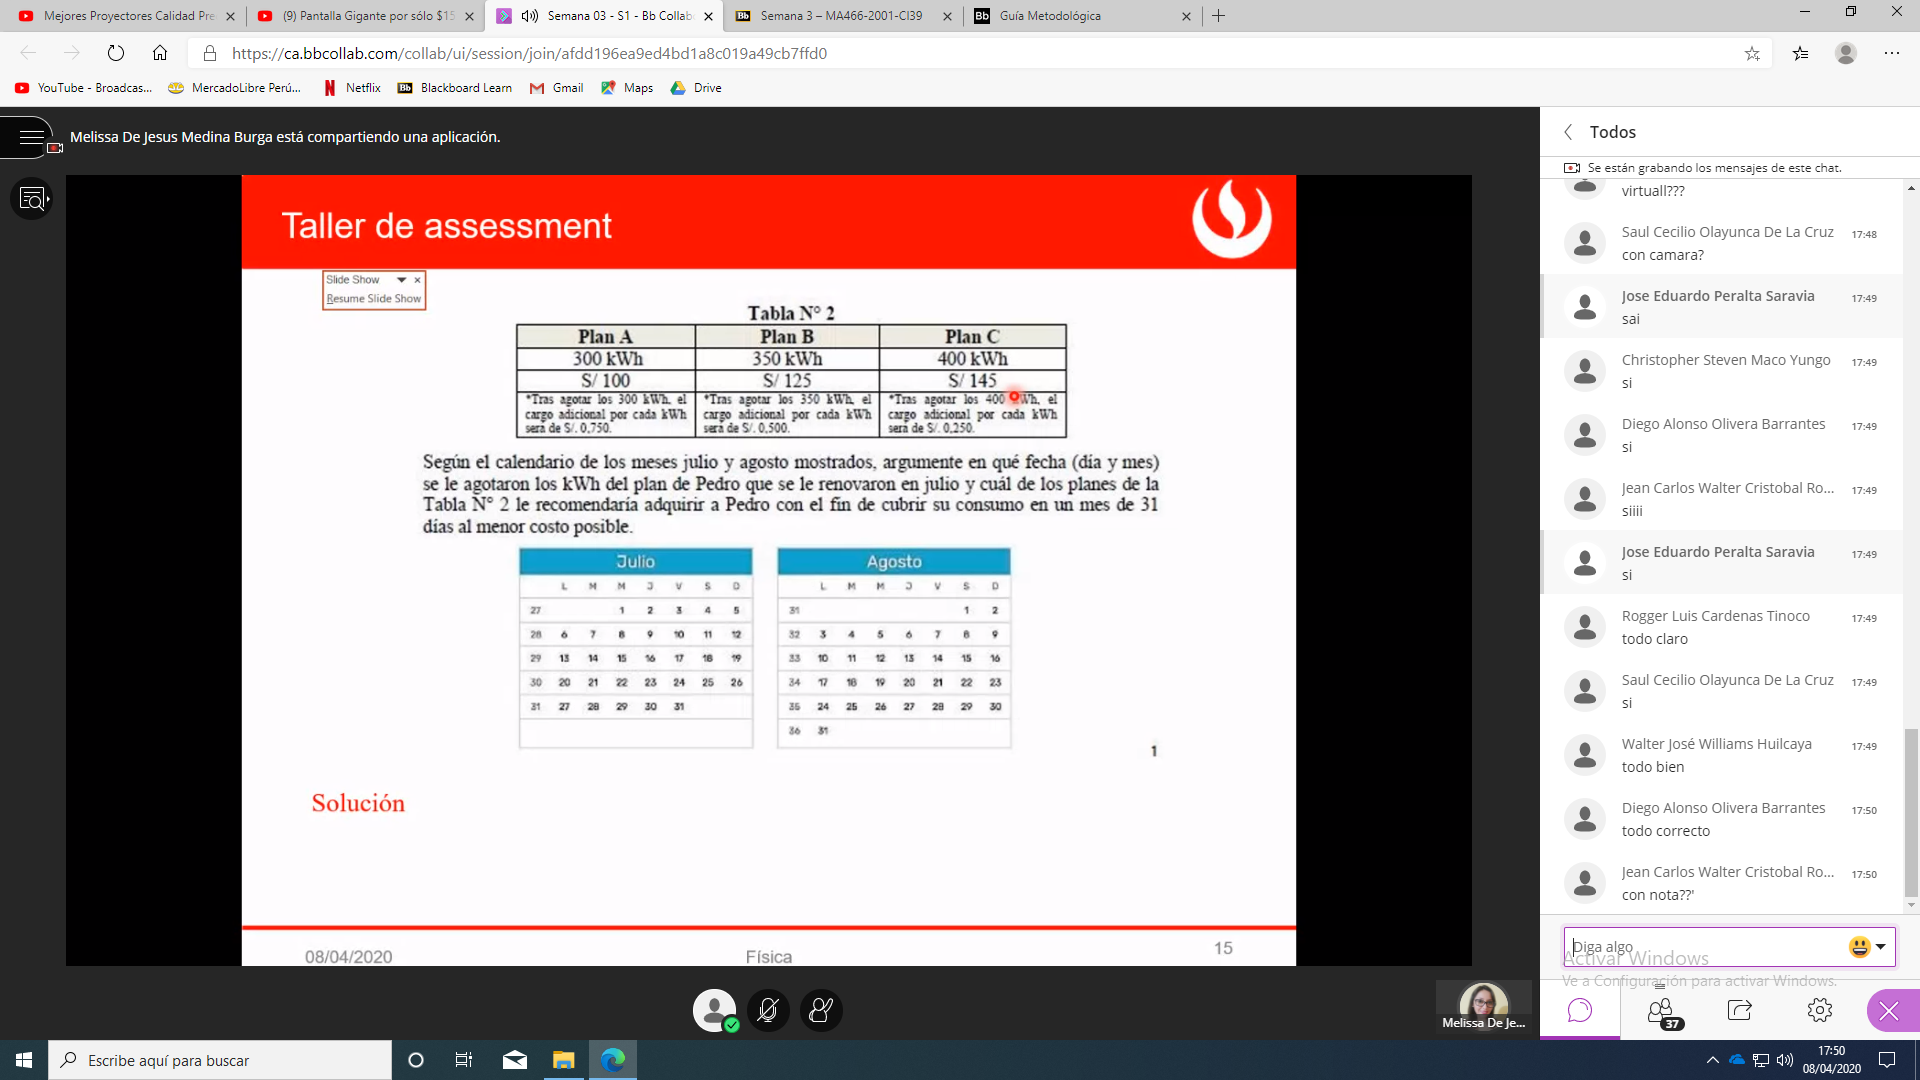 Mejores Proyectores Calidad Pre
(9) Pantalla Gigante por sólo $15
Semana 03 - S1 - Bb Collab
Semana 3 – MA466-2001-CI39
Guía Metodológica
https://ca.bbcollab.com/collab/ui/session/join/afdd196ea9ed4bd1a8c019a49cb7ffd0
YouTube - Broadcas...
MercadoLibre Perú...
Netflix
Blackboard Learn
Gmail
Maps
Drive
Melissa De Jesus Medina Burga está compartiendo una aplicación.
Taller de assessment
Slide Show
Resume Slide Show
Tabla N° 2
Plan A Plan B Plan C
300 kWh 350 kWh 400 kWh
S/ 100 S/ 125 S/ 145
*Tras agotar los 300 kWh, el
cargo adicional por cada kWh
será de S/. 0,750.
*Tras agotar los 350 kWh, el
cargo adicional por cada kWh
será de S/. 0,500.
*Tras agotar los 400 kWh, el
cargo adicional por cada kWh
será de S/. 0,250.
Según el calendario de los meses julio y agosto mostrados, argumente en qué fecha (día y mes)
se le agotaron los kWh del plan de Pedro que se le renovaron en julio y cuál de los planes de la
Tabla N° 2 le recomendaría adquirir a Pedro con el fin de cubrir su consumo en un mes de 31
días al menor costo posible.
Julio
L M M J V S D
27 1 2 3 4 5
28 6 7 8 9 10 11 12
29 13 14 15 16 17 18 19
30 20 21 22 23 24 25 26
31 27 28 29 30 31
Agosto
L M M J V S D
31 1 2
32 3 4 5 6 7 8 9
33 10 11 12 13 14 15 16
34 17 18 19 20 21 22 23
35 24 25 26 27 28 29 30
36 31
1
Solución
08/04/2020
Física
15
Todos
Se están grabando los mensajes de este chat.
virtuall???
Saul Cecilio Olayunca De La Cruz 17:48
con camara?
Jose Eduardo Peralta Saravia 17:49
sai
Christopher Steven Maco Yungo 17:49
si
Diego Alonso Olivera Barrantes 17:49
si
Jean Carlos Walter Cristobal Ro... 17:49
siiii
Jose Eduardo Peralta Saravia 17:49
si
Rogger Luis Cardenas Tinoco 17:49
todo claro
Saul Cecilio Olayunca De La Cruz 17:49
si
Walter José Williams Huilcaya 17:49
todo bien
Diego Alonso Olivera Barrantes 17:50
todo correcto
Jean Carlos Walter Cristobal Ro... 17:50
con nota??'
Diga algo
Activar Windows
Ve a Configuración para activar Windows.
37
Melissa De Je...
Escribe aquí para buscar
17:50
08/04/2020